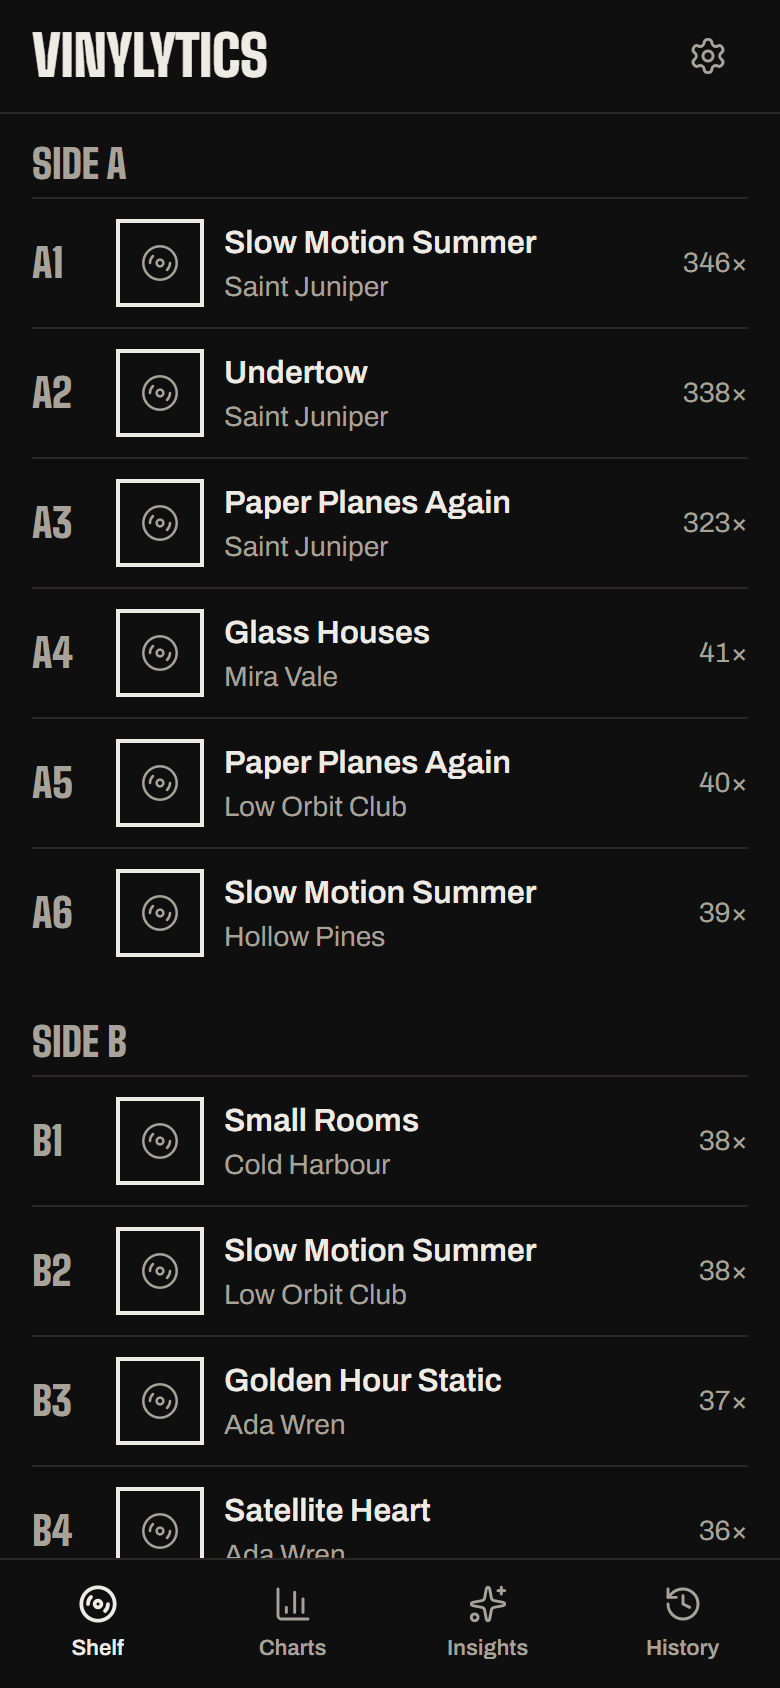 VINYLYTICS
SIDE A
A1
Slow Motion Summer
Saint Juniper
346×
A2
Undertow
Saint Juniper
338×
A3
Paper Planes Again
Saint Juniper
323×
A4
Glass Houses
Mira Vale
41×
A5
Paper Planes Again
Low Orbit Club
40×
A6
Slow Motion Summer
Hollow Pines
39×
SIDE B
B1
Small Rooms
Cold Harbour
38×
B2
Slow Motion Summer
Low Orbit Club
38×
B3
Golden Hour Static
Ada Wren
37×
B4
Satellite Heart
Ada Wren
36×
Shelf
Charts
Insights
History